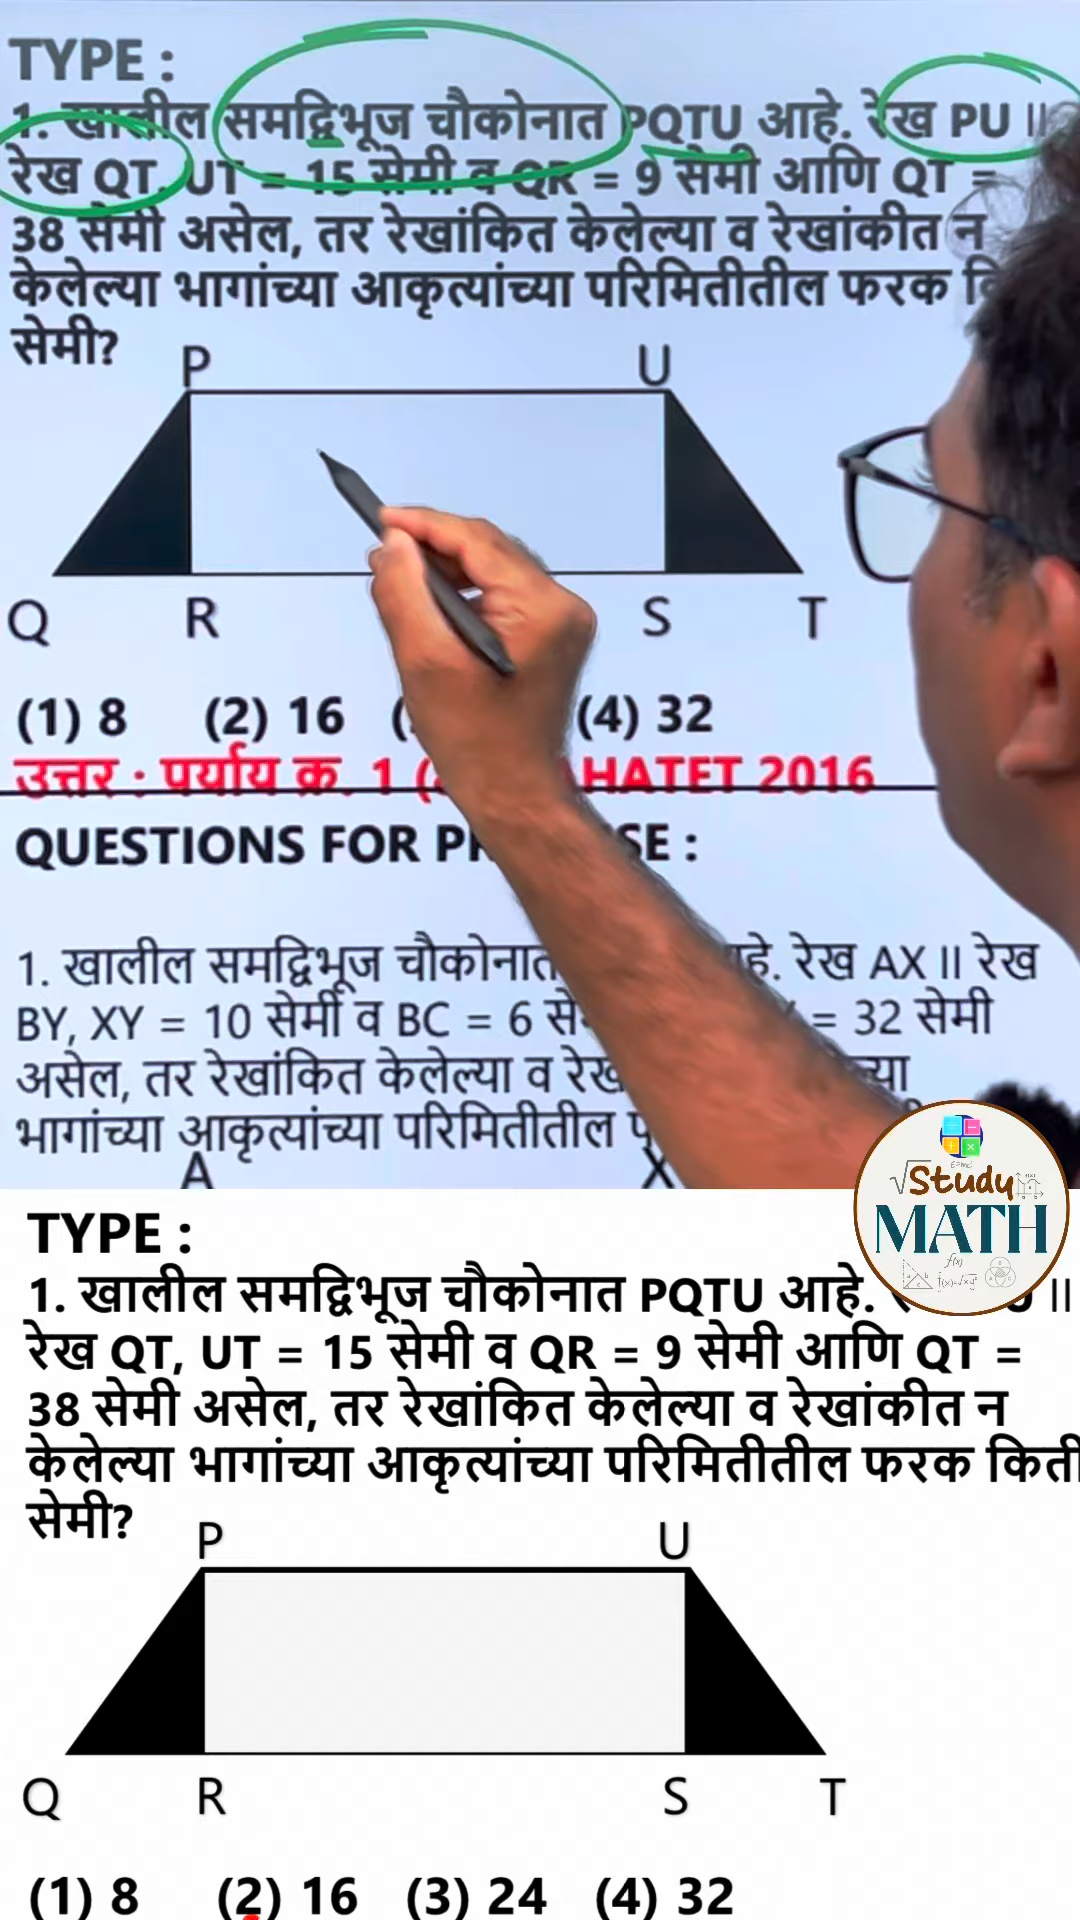 TYPE :
1. खालील समद्विभूज चौकोनात PQTU आहे. रेख PU ||
रेख QT, UT = 15 सेमी व QR = 9 सेमी आणि QT =
38 सेमी असेल, तर रेखांकित केलेल्या व रेखांकीत न
केलेल्या भागांच्या आकृत्यांच्या परिमितीतील फरक
सेमी?
P U
Q R S T
(1) 8 (2) 16 (4) 32
उत्तर : पर्याय क्र. 1 ( 2016
QUESTIONS FOR
1. खालील समद्विभूज चौकोनात रेख AX || रेख
BY, XY = 10 सेमी व BC = 6 = 32 सेमी
असेल, तर रेखांकित केलेल्या व
भागांच्या आकृत्यांच्या परिमितीतील
A X
√Study
MATH
TYPE :
1. खालील समद्विभूज चौकोनात PQTU आहे. ||
रेख QT, UT = 15 सेमी व QR = 9 सेमी आणि QT =
38 सेमी असेल, तर रेखांकित केलेल्या व रेखांकीत न
केलेल्या भागांच्या आकृत्यांच्या परिमितीतील फरक किती
सेमी?
P U
Q R S T
(1) 8 (2) 16 (3) 24 (4) 32